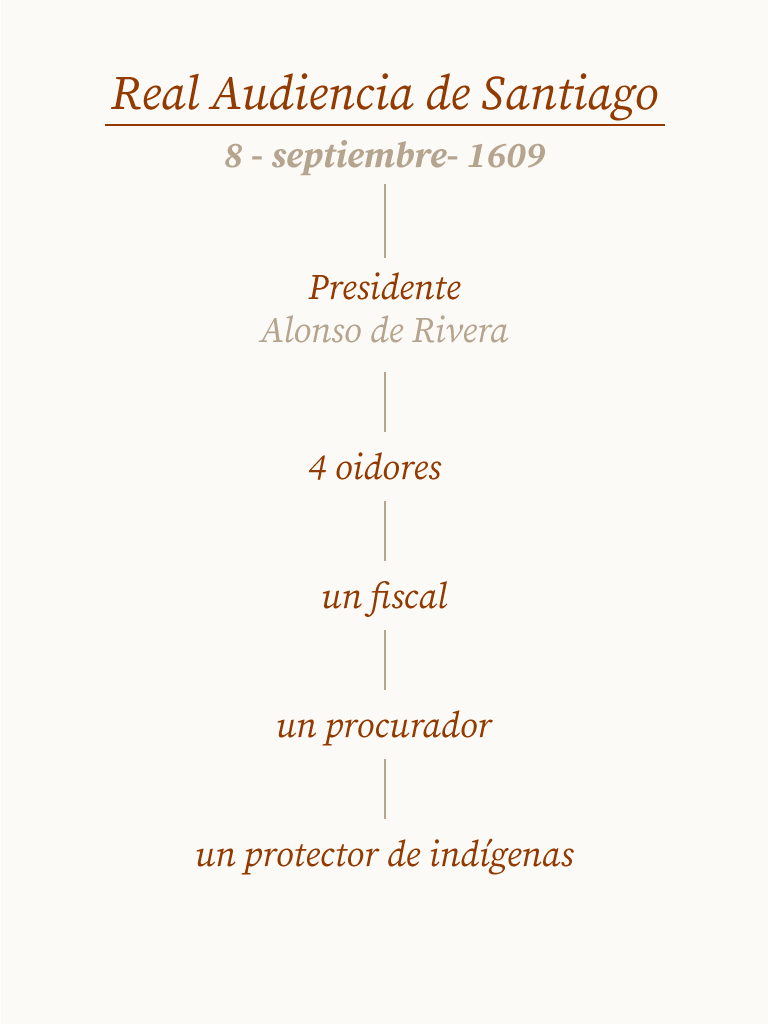 Real Audiencia de Santiago
8 - septiembre- 1609
Presidente
Alonso de Rivera
4 oidores
un fiscal
un procurador
un protector de indígenas